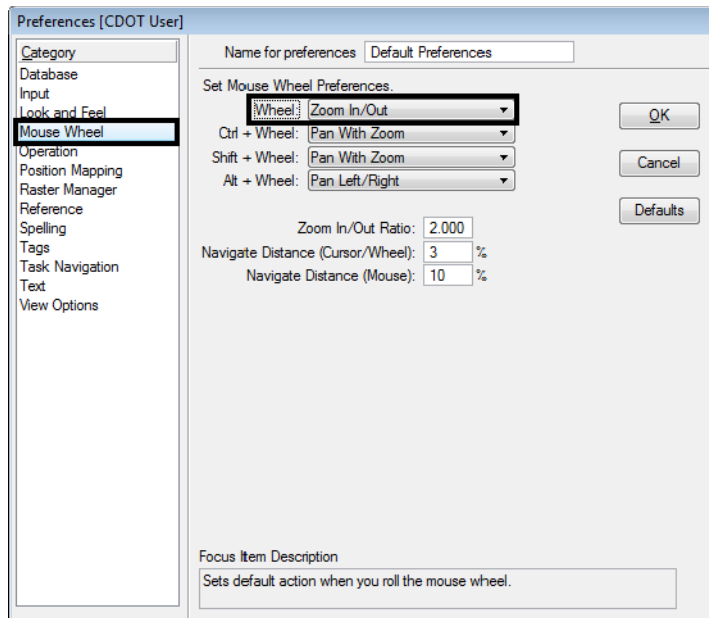 Preferences [CDOT User]
Category
Database
Input
Look and Feel
Mouse Wheel
Operation
Position Mapping
Raster Manager
Reference
Spelling
Tags
Task Navigation
Text
View Options
Name for preferences Default Preferences
Set Mouse Wheel Preferences.
Wheel: Zoom In/Out
Ctrl + Wheel: Pan With Zoom
Shift + Wheel: Pan With Zoom
Alt + Wheel: Pan Left/Right
Zoom In/Out Ratio: 2.000
Navigate Distance (Cursor/Wheel): 3 %
Navigate Distance (Mouse): 10 %
OK
Cancel
Defaults
Focus Item Description
Sets default action when you roll the mouse wheel.